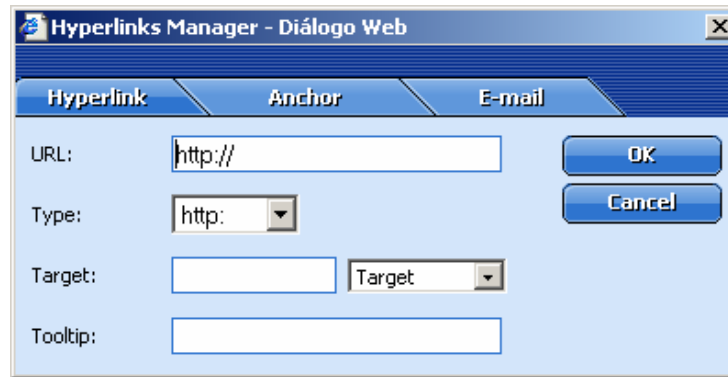 Hyperlinks Manager - Diálogo Web
Hyperlink Anchor E-mail
URL: http:// OK
Cancel
Type: http:
Target: Target
Tooltip: